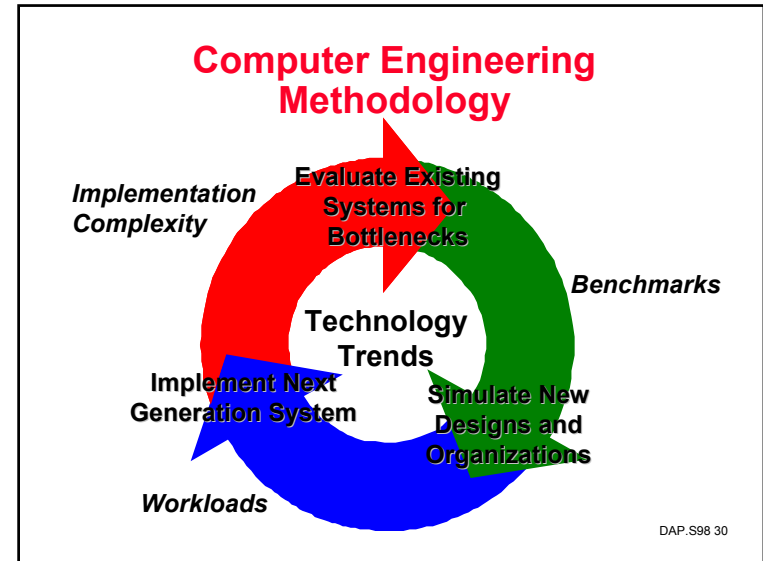 Computer Engineering
Methodology
Implementation
Complexity
Evaluate Existing
Systems for
Bottlenecks
Benchmarks
Technology
Trends
Implement Next
Generation System
Simulate New
Designs and
Organizations
Workloads
DAP.S98 30